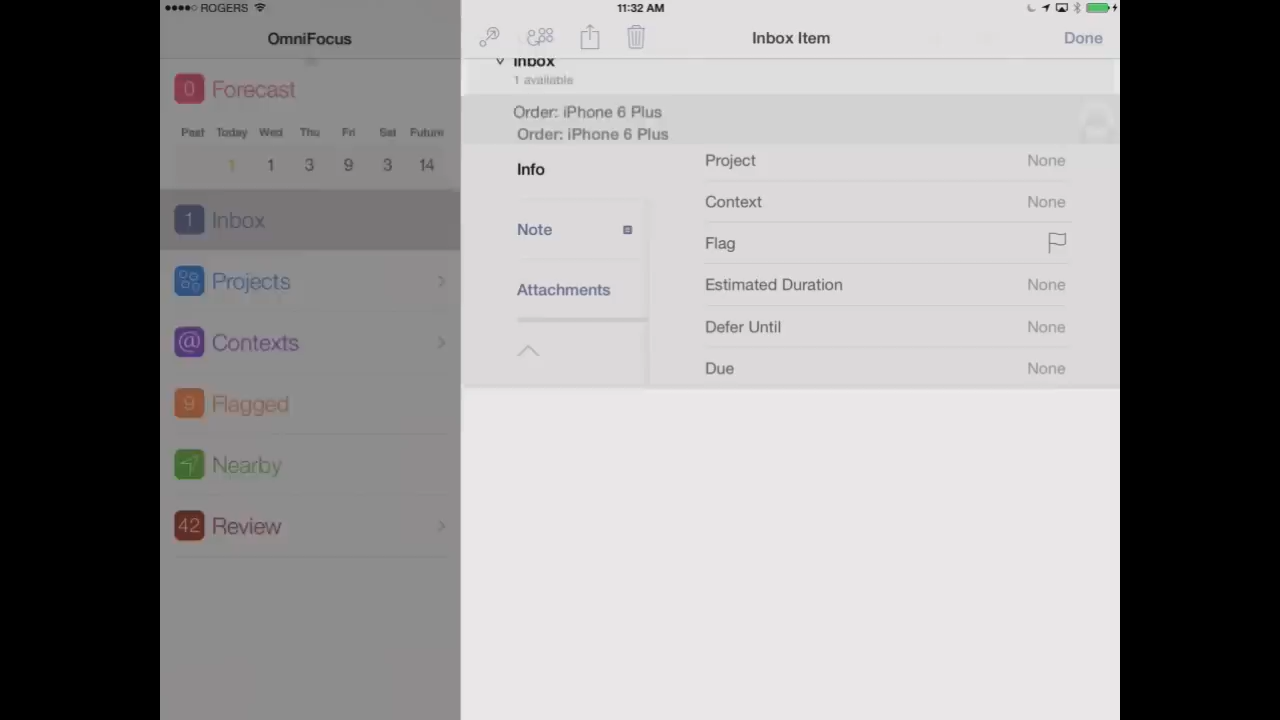 ROGERS
11:32 AM
OmniFocus
Inbox Item
Done
0 Forecast
Past Today Wed Thu Fri Sat Future
1 1 3 9 3 14
1 Inbox
Projects
@ Contexts
9 Flagged
Nearby
42 Review
Inbox
1 available
Order: iPhone 6 Plus
Order: iPhone 6 Plus
Info
Note
Attachments
Project None
Context None
Flag
Estimated Duration None
Defer Until None
Due None